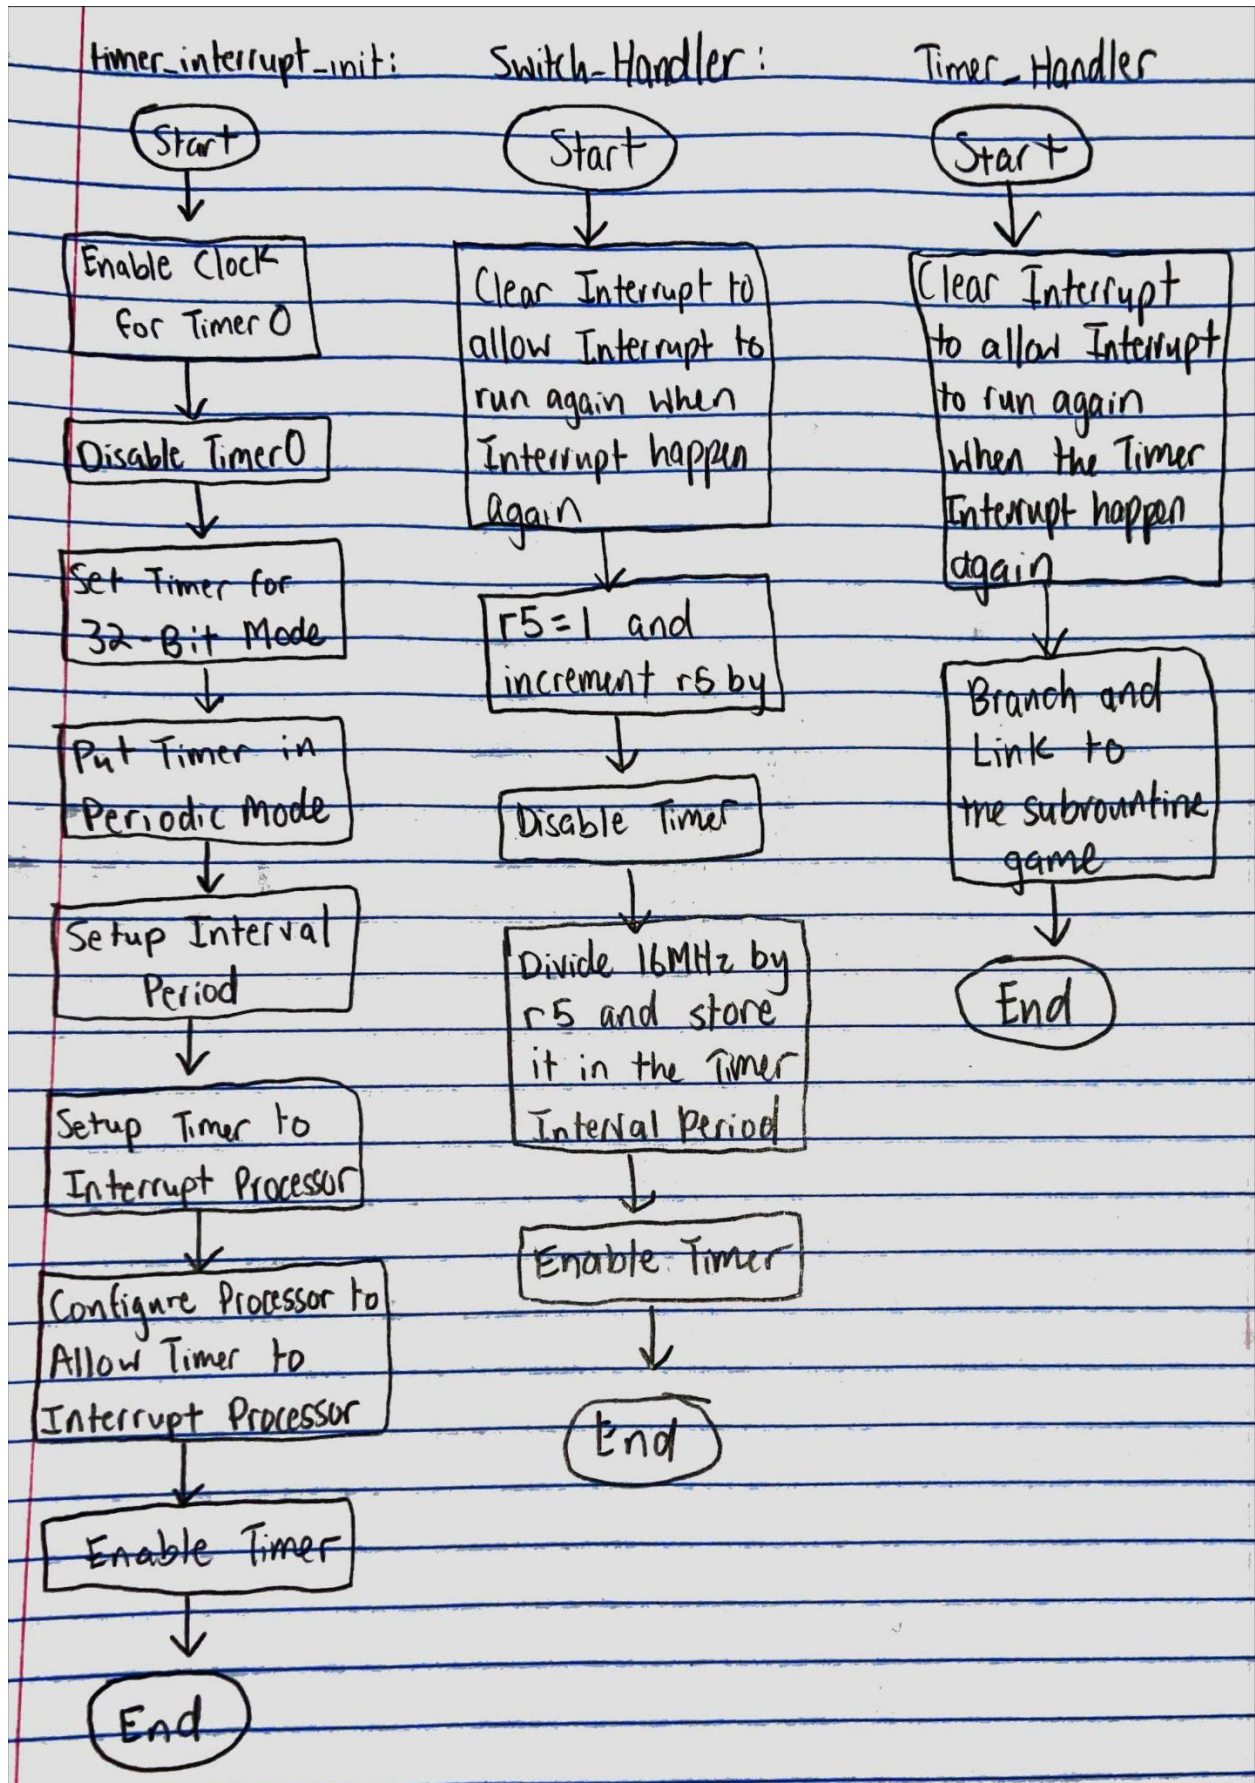 timer_interrupt_init:
Start
Enable Clock
for Timer 0
Disable Timer0
Set Timer for
32-Bit Mode
Put Timer in
Periodic Mode
Setup Interval
Period
Setup Timer to
Interrupt Processor
Configure Processor to
Allow Timer to
Interrupt Processor
Enable Timer
End
Switch_Handler:
Start
Clear Interrupt to
allow Interrupt to
run again when
Interrupt happen
again
r5=1 and
increment r5 by
Disable Timer
Divide 16MHz by
r5 and store
it in the Timer
Interval Period
Enable Timer
End
Timer_Handler
Start
Clear Interrupt
to allow Interrupt
to run again
when the Timer
Interrupt happen
again
Branch and
Link to
the subrountine
game
End